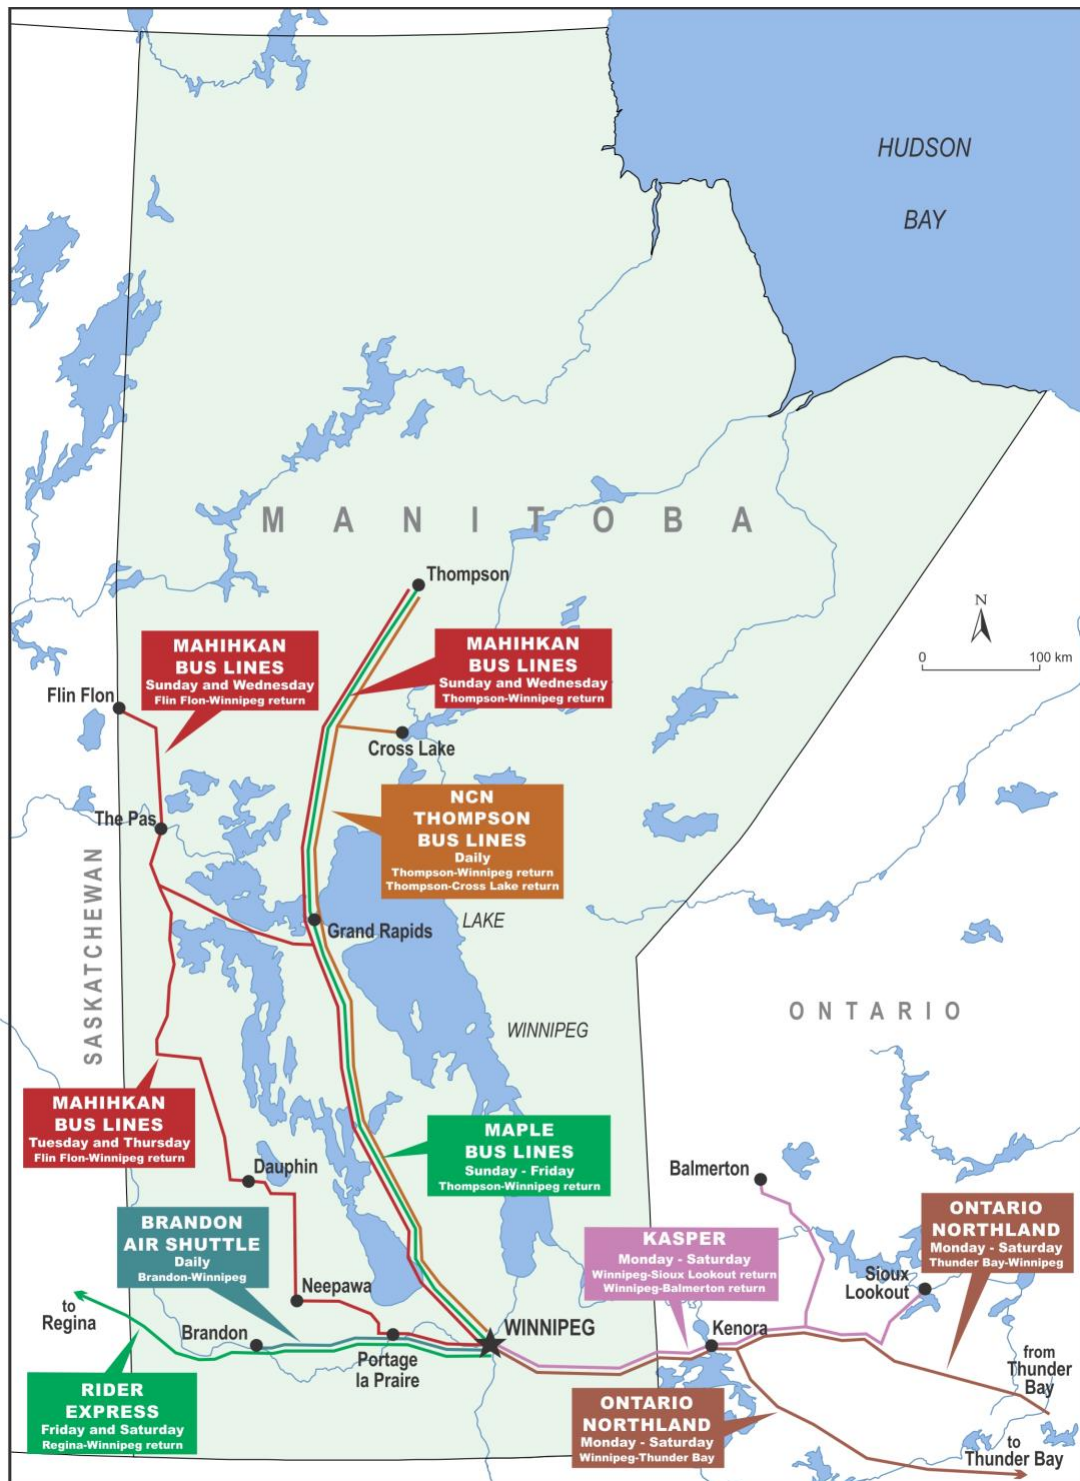 HUDSON
BAY
MANITOBA
Thompson
N
0 100 km
MAHIHKAN
BUS LINES
Sunday and Wednesday
Flin Flon-Winnipeg return
MAHIHKAN
BUS LINES
Sunday and Wednesday
Thompson-Winnipeg return
Flin Flon
Cross Lake
NCN
THOMPSON
BUS LINES
Daily
Thompson-Winnipeg return
Thompson-Cross Lake return
The Pas
SASKATCHEWAN
Grand Rapids
LAKE
WINNIPEG
ONTARIO
MAHIHKAN
BUS LINES
Tuesday and Thursday
Flin Flon-Winnipeg return
MAPLE
BUS LINES
Sunday - Friday
Thompson-Winnipeg return
Dauphin
Balmerton
BRANDON
AIR SHUTTLE
Daily
Brandon-Winnipeg
KASPER
Monday - Saturday
Winnipeg-Sioux Lookout return
Winnipeg-Balmerton return
ONTARIO
NORTHLAND
Monday - Saturday
Thunder Bay-Winnipeg
Sioux
Lookout
Neepawa
to
Regina
Brandon
Portage
la Praire
WINNIPEG
Kenora
from
Thunder
Bay
RIDER
EXPRESS
Friday and Saturday
Regina-Winnipeg return
ONTARIO
NORTHLAND
Monday - Saturday
Winnipeg-Thunder Bay
to
Thunder Bay